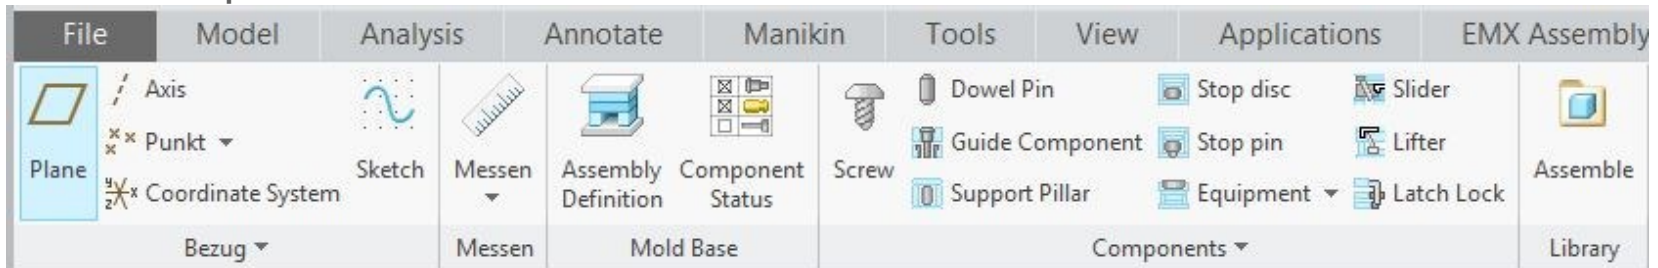 File Model Analysis Annotate Manikin Tools View Applications EMX Assembly
Plane
Axis
Punkt
Coordinate System
Sketch
Messen
Assembly
Definition
Component
Status
Screw
Dowel Pin
Guide Component
Support Pillar
Stop disc
Stop pin
Equipment
Slider
Lifter
Latch Lock
Assemble
Bezug Messen Mold Base Components Library